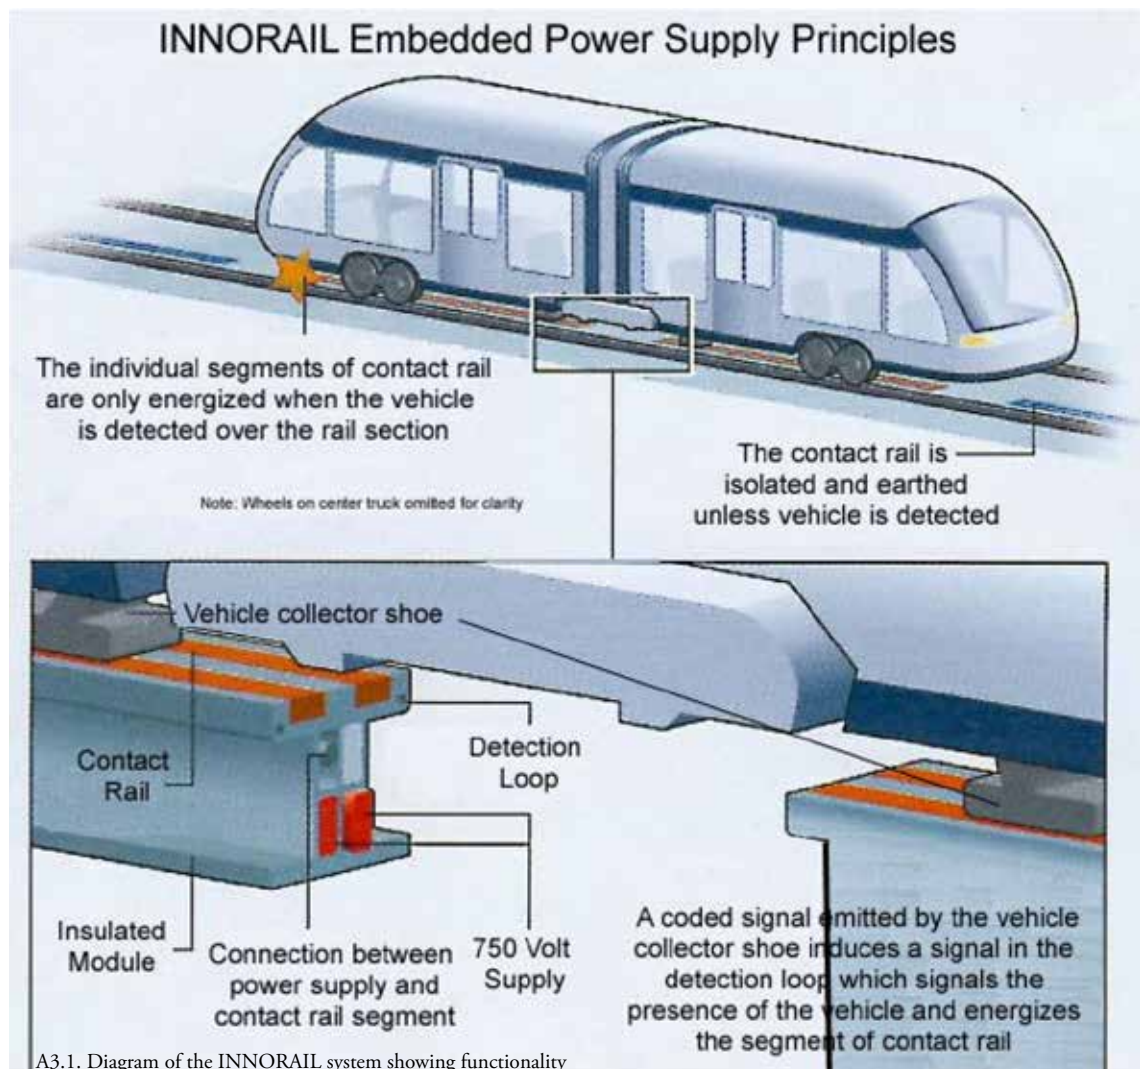 INNORAIL Embedded Power Supply Principles
The individual segments of contact rail
are only energized when the vehicle
is detected over the rail section
Note: Wheels on center truck omitted for clarity
The contact rail is
isolated and earthed
unless vehicle is detected
Vehicle collector shoe
Contact
Rail
Detection
Loop
Insulated
Module
Connection between
power supply and
contact rail segment
750 Volt
Supply
A coded signal emitted by the vehicle
collector shoe induces a signal in the
detection loop which signals the
presence of the vehicle and energizes
the segment of contact rail
A3.1. Diagram of the INNORAIL system showing functionality